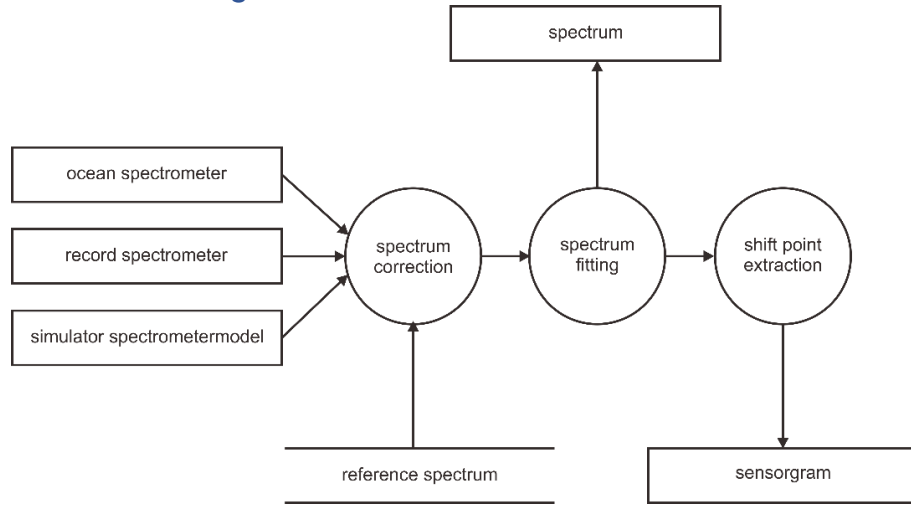 spectrum
ocean spectrometer
record spectrometer
simulator spectrometermodel
spectrum
correction
spectrum
fitting
shift point
extraction
reference spectrum
sensorgram